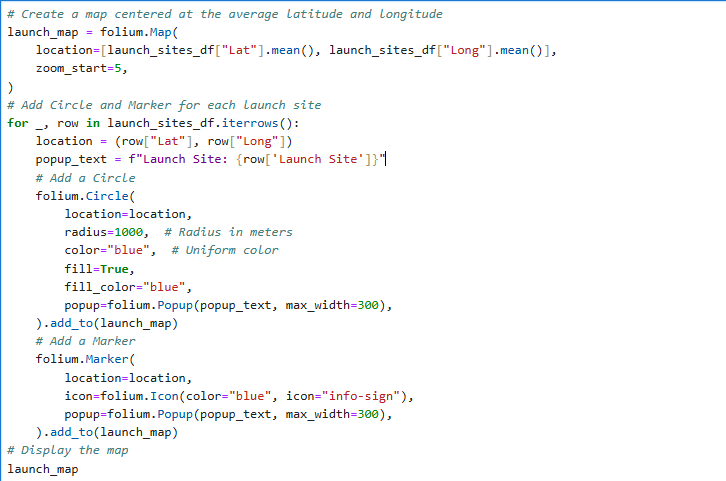 # Create a map centered at the average latitude and longitude
launch_map = folium.Map(
    location=[launch_sites_df["Lat"].mean(), launch_sites_df["Long"].mean()],
    zoom_start=5,
)
# Add Circle and Marker for each launch site
for _, row in launch_sites_df.iterrows():
    location = (row["Lat"], row["Long"])
    popup_text = f"Launch Site: {row['Launch Site']}"
    # Add a Circle
    folium.Circle(
        location=location,
        radius=1000,  # Radius in meters
        color="blue",  # Uniform color
        fill=True,
        fill_color="blue",
        popup=folium.Popup(popup_text, max_width=300),
    ).add_to(launch_map)
    # Add a Marker
    folium.Marker(
        location=location,
        icon=folium.Icon(color="blue", icon="info-sign"),
        popup=folium.Popup(popup_text, max_width=300),
    ).add_to(launch_map)
# Display the map
launch_map